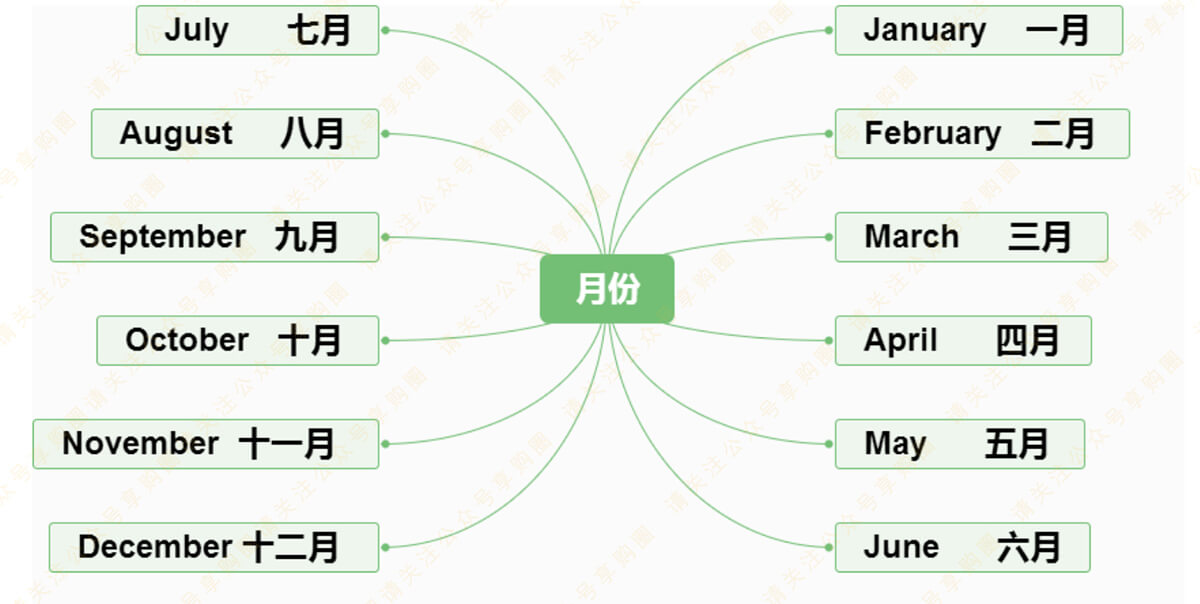 月份
January 一月
February 二月
March 三月
April 四月
May 五月
June 六月
July 七月
August 八月
September 九月
October 十月
November 十一月
December 十二月
请关注公众号享购圈